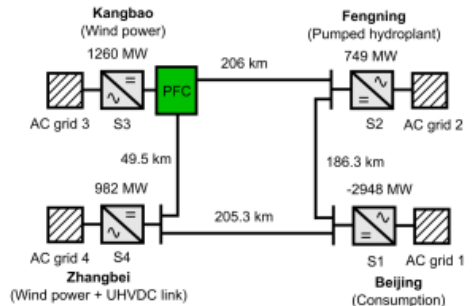 Kangbao
(Wind power)
1260 MW
PFC
AC grid 3
S3
206 km
Fengning
(Pumped hydroplant)
749 MW
S2
AC grid 2
49.5 km
186.3 km
982 MW
205.3 km
-2948 MW
AC grid 4
S4
Zhangbei
(Wind power + UHVDC link)
S1
AC grid 1
Beijing
(Consumption)